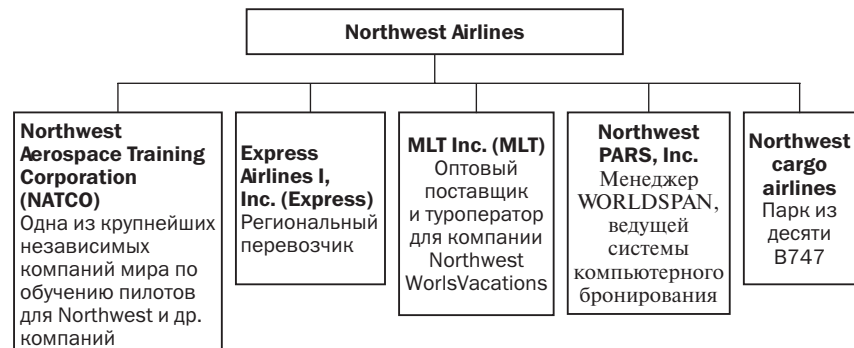 Northwest Airlines
Northwest
Aerospace Training
Corporation
(NATCO)
Одна из крупнейших
независимых
компаний мира по
обучению пилотов
для Northwest и др.
компаний
Express
Airlines I,
Inc. (Express)
Региональный
перевозчик
MLT Inc. (MLT)
Оптовый
поставщик
и туроператор
для компании
Northwest
WorlsVacations
Northwest
PARS, Inc.
Менеджер
WORLDSPAN,
ведущей
системы
компьютерного
бронирования
Northwest
cargo
airlines
Парк из
десяти
B747